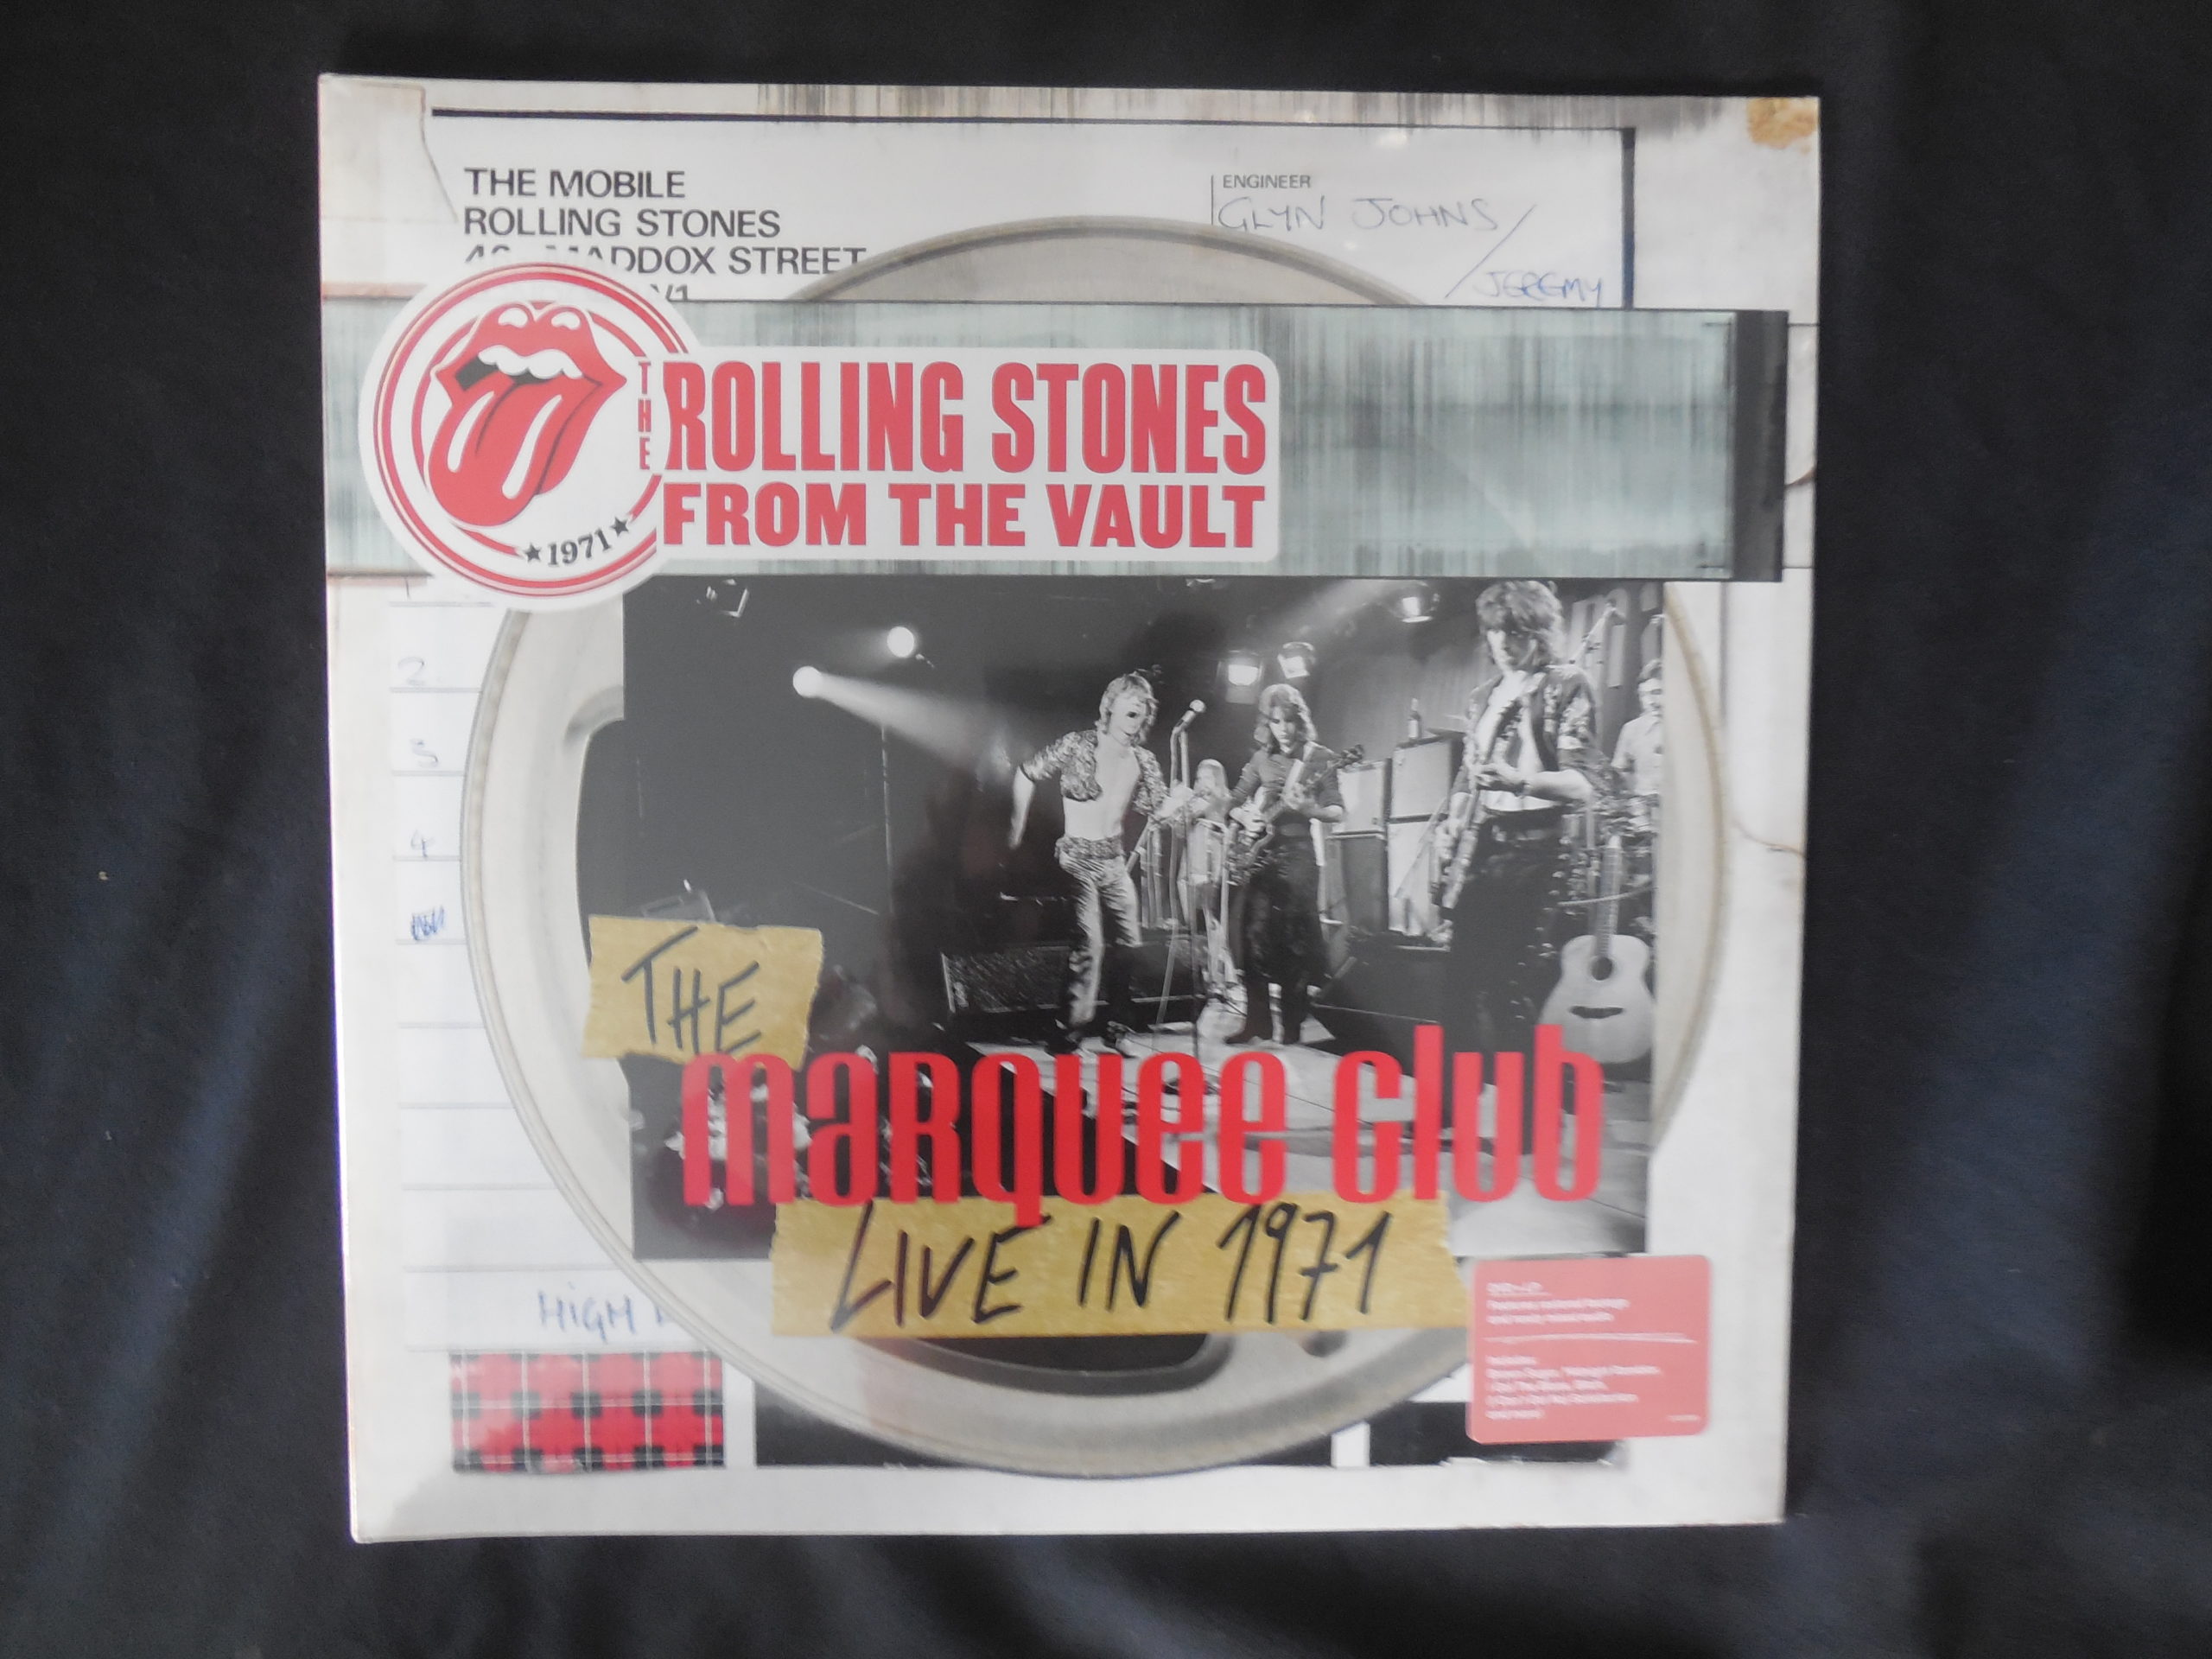 THE MOBILE
ROLLING STONES
MADDOX STREET
ENGINEER
GLYN JOHNS/
JEREMY
THE ROLLING STONES
FROM THE VAULT
★1971★
2
3
4
THE
marquee club
LIVE IN 1971
HIGH